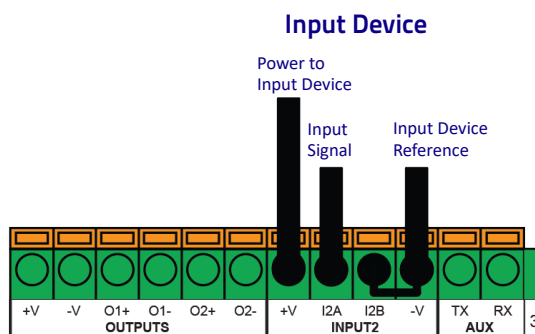 Input Device
Power to
Input Device
Input
Signal
Input Device
Reference
+V -V O1+ O1- O2+ O2- +V I2A I2B -V TX RX
OUTPUTS INPUT2 AUX